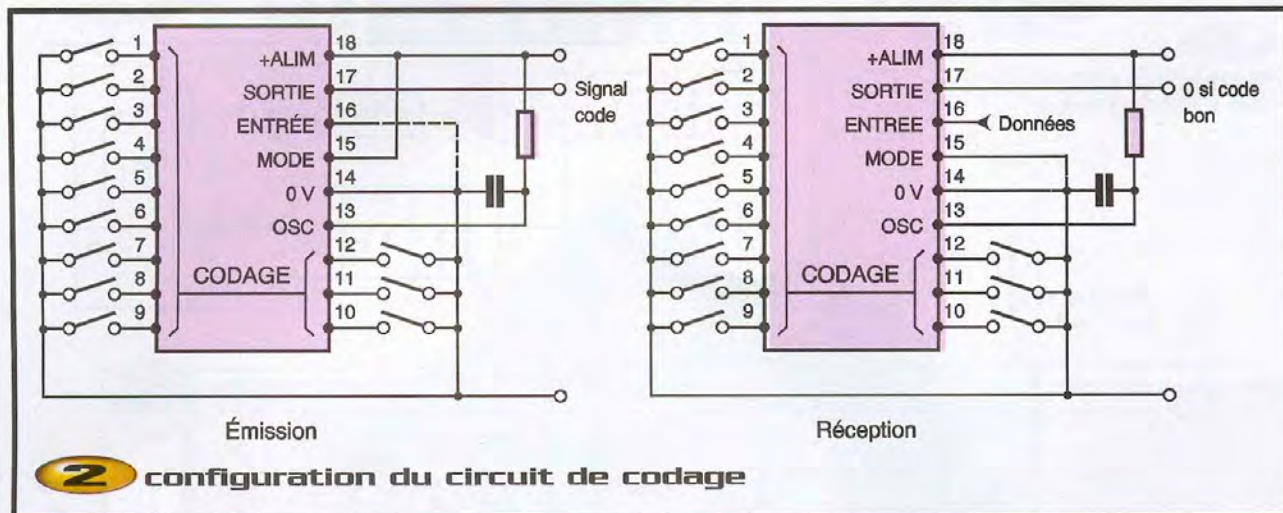 1
2
3
4
5
6
7
8
9
+ALIM
SORTIE
ENTRÉE
MODE
0 V
OSC
CODAGE
18
17
16
15
14
13
12
11
10
Signal
code
Émission
1
2
3
4
5
6
7
8
9
+ALIM
SORTIE
ENTREE
MODE
0 V
OSC
CODAGE
18
17
16
15
14
13
12
11
10
0 si code
bon
Données
Réception
2 configuration du circuit de codage